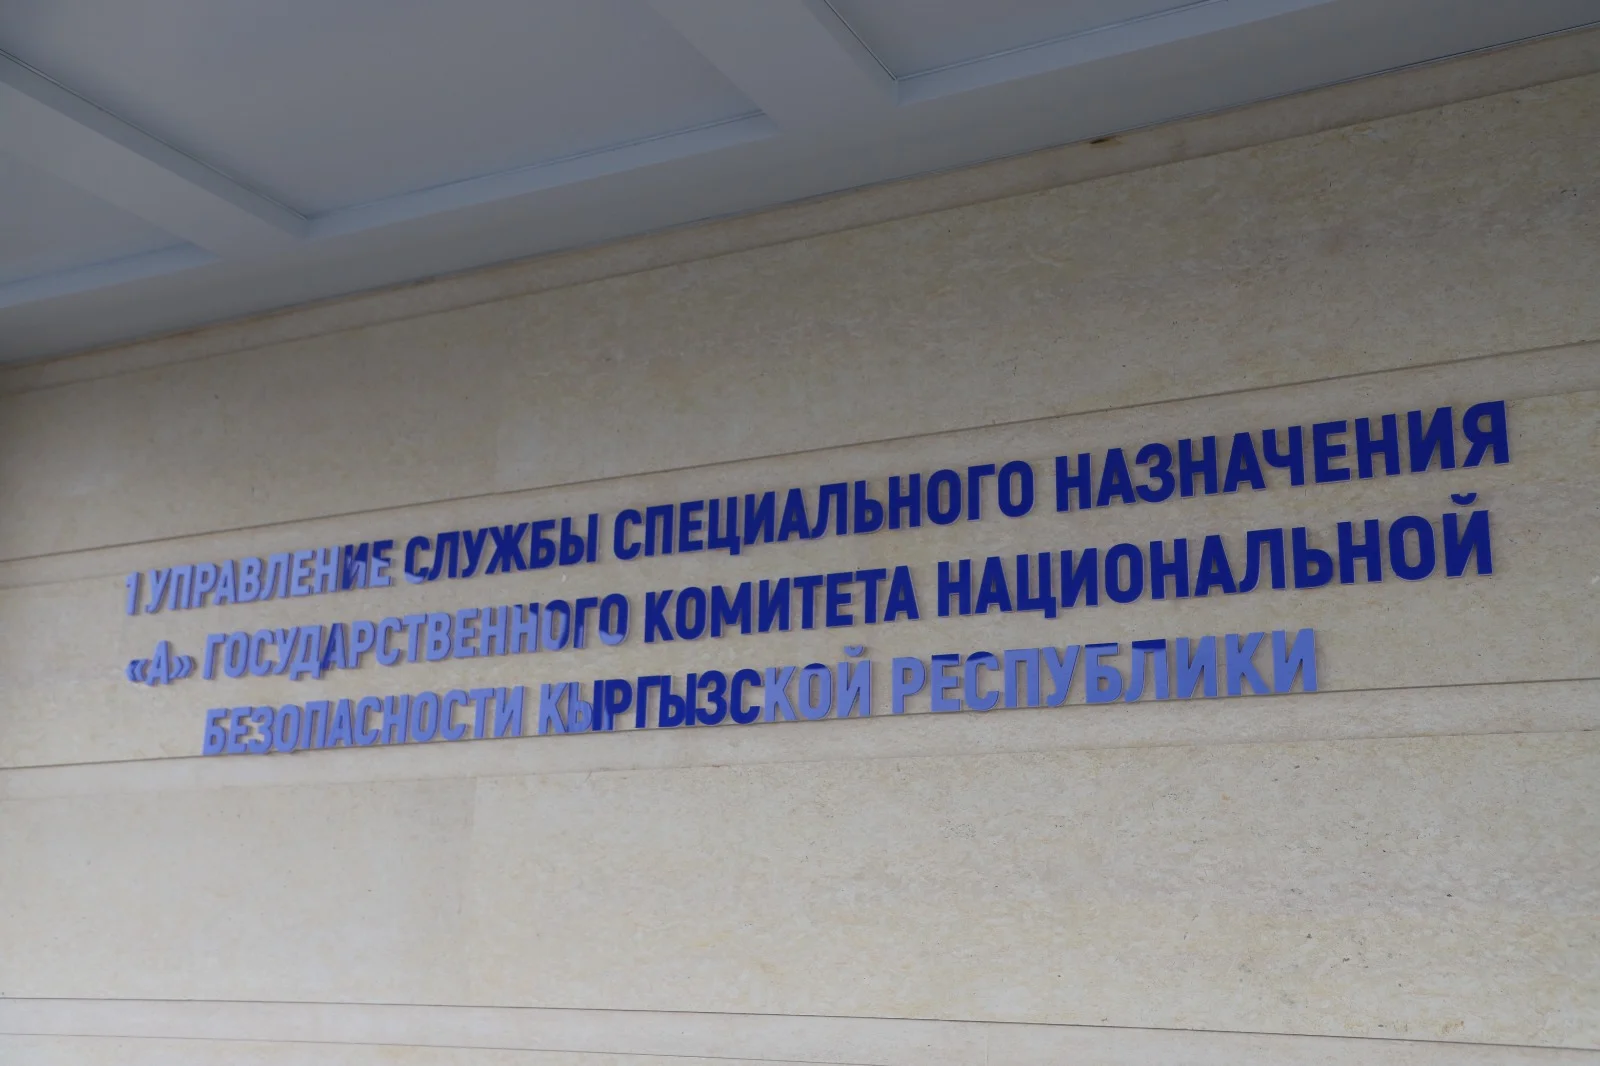 1 УПРАВЛЕНИЕ СЛУЖБЫ СПЕЦИАЛЬНОГО НАЗНАЧЕНИЯ
«А» ГОСУДАРСТВЕННОГО КОМИТЕТА НАЦИОНАЛЬНОЙ
БЕЗОПАСНОСТИ КЫРГЫЗСКОЙ РЕСПУБЛИКИ